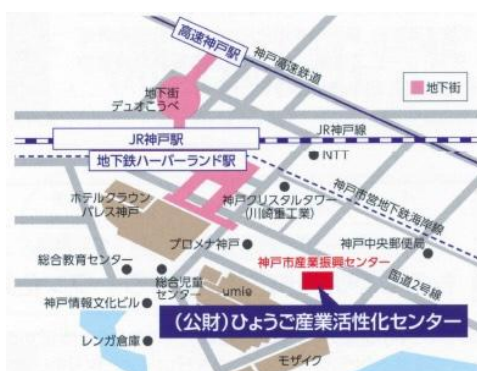 高速神戸駅
神戸高速鉄道
地下街
デュオこうべ
地下街
JR神戸駅
JR神戸線
地下鉄ハーバーランド駅
NTT
神戸市営地下鉄海岸線
ホテルクラウン
パレス神戸
神戸クリスタルタワー
(川崎重工業)
プロメナ神戸
神戸中央郵便局
総合教育センター
神戸市産業振興センター
総合児童
センター
umie
国道2号線
神戸情報文化ビル
(公財)ひょうご産業活性化センター
レンガ倉庫
モザイク